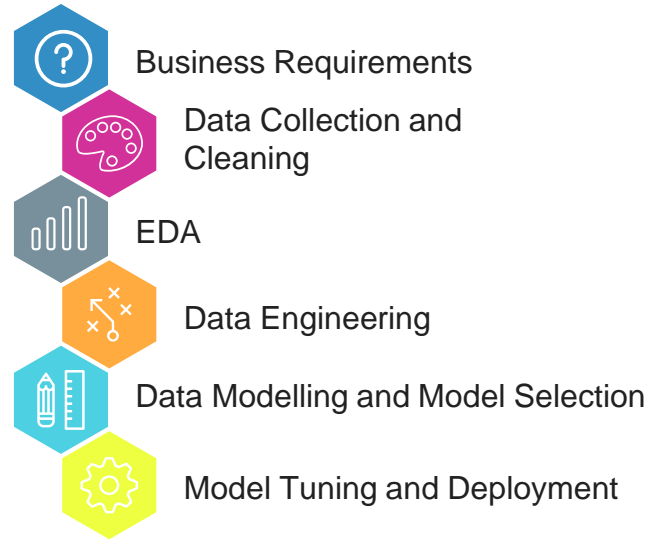 ?
Business Requirements
Data Collection and
Cleaning
EDA
Data Engineering
Data Modelling and Model Selection
Model Tuning and Deployment